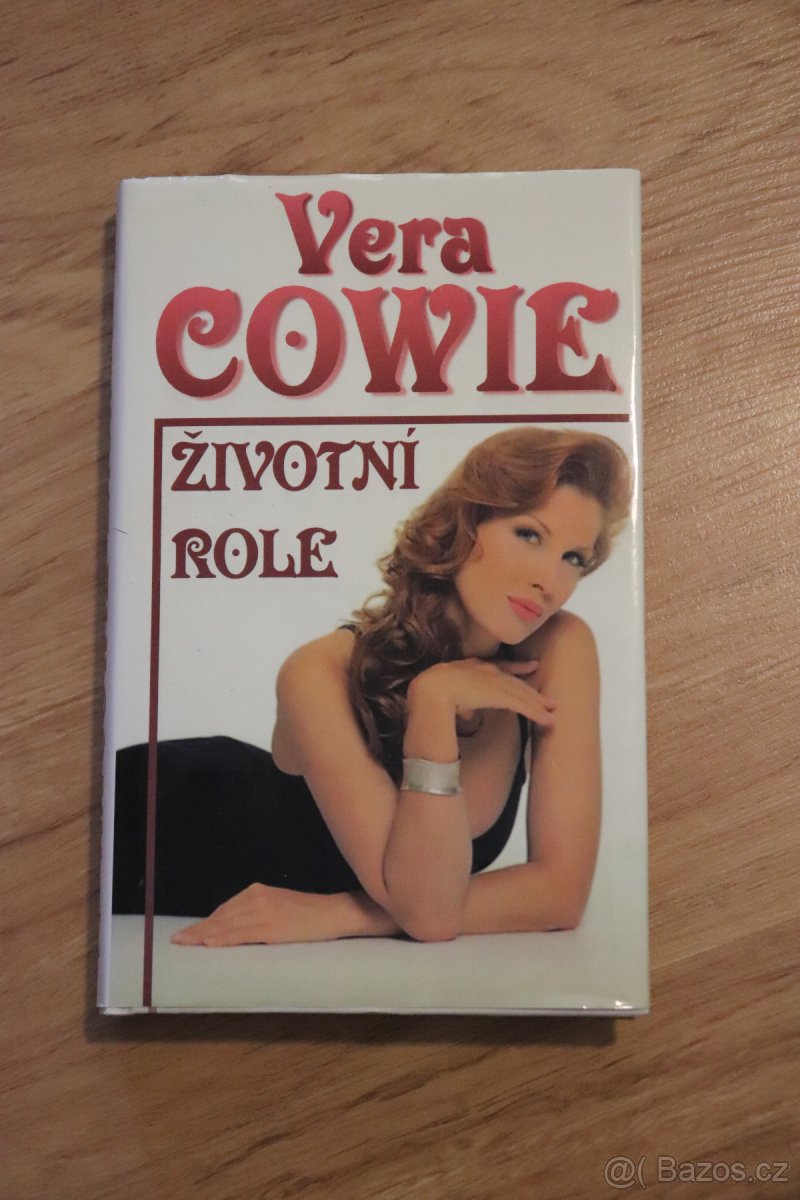 Vera
COWIE
ŽIVOTNÍ
ROLE
@( Bazos.cz